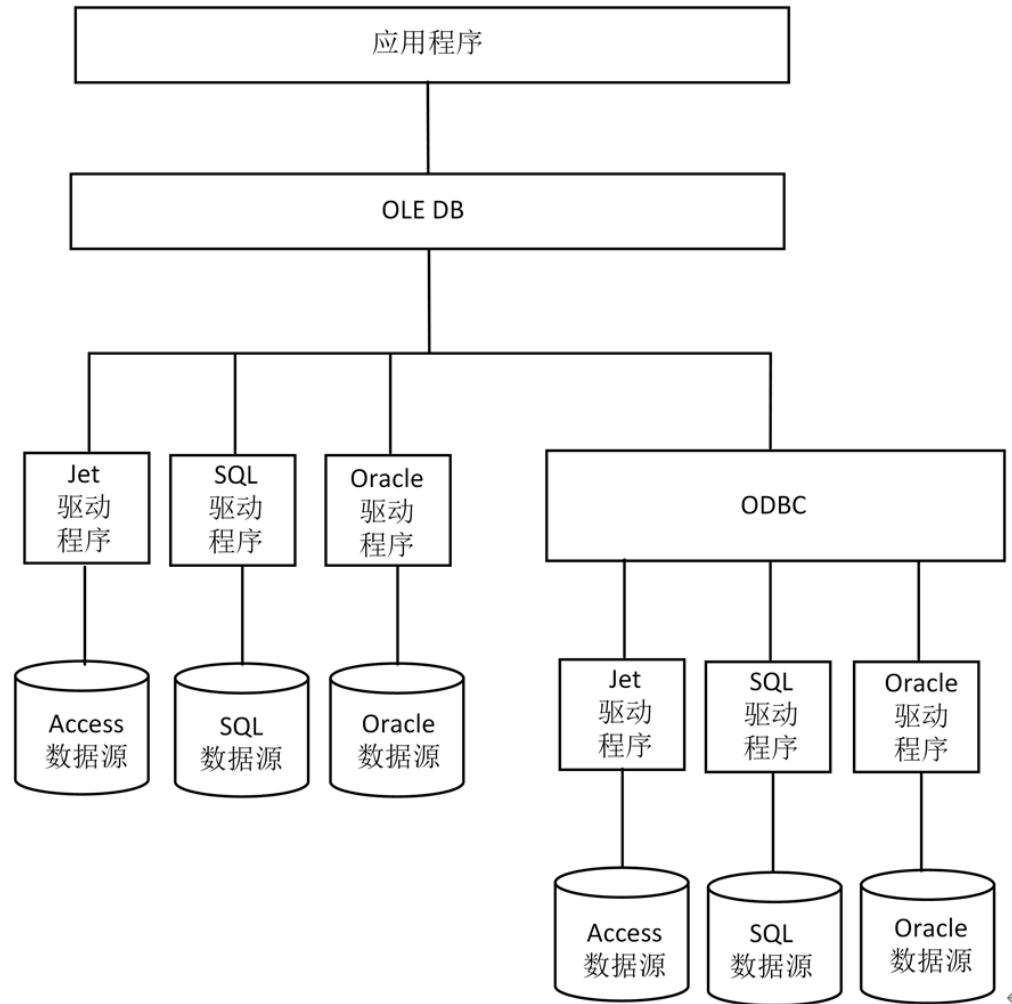 应用程序
OLE DB
Jet
驱动
程序
SQL
驱动
程序
Oracle
驱动
程序
ODBC
Access
数据源
SQL
数据源
Oracle
数据源
Jet
驱动
程序
SQL
驱动
程序
Oracle
驱动
程序
Access
数据源
SQL
数据源
Oracle
数据源